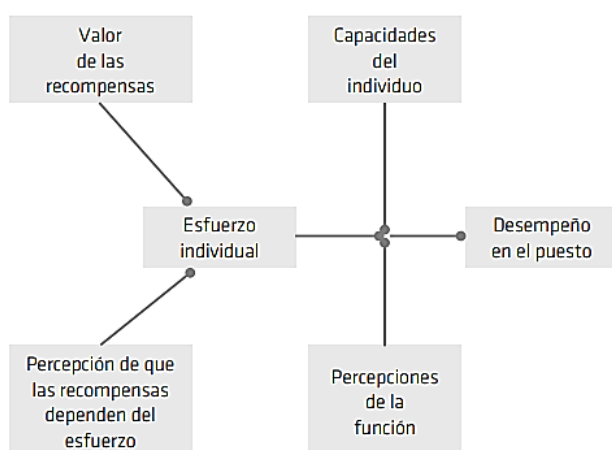 Valor
de las
recompensas
Capacidades
del
individuo
Esfuerzo
individual
Desempeño
en el puesto
Percepción de que
las recompensas
dependen del
esfuerzo
Percepciones
de la
función